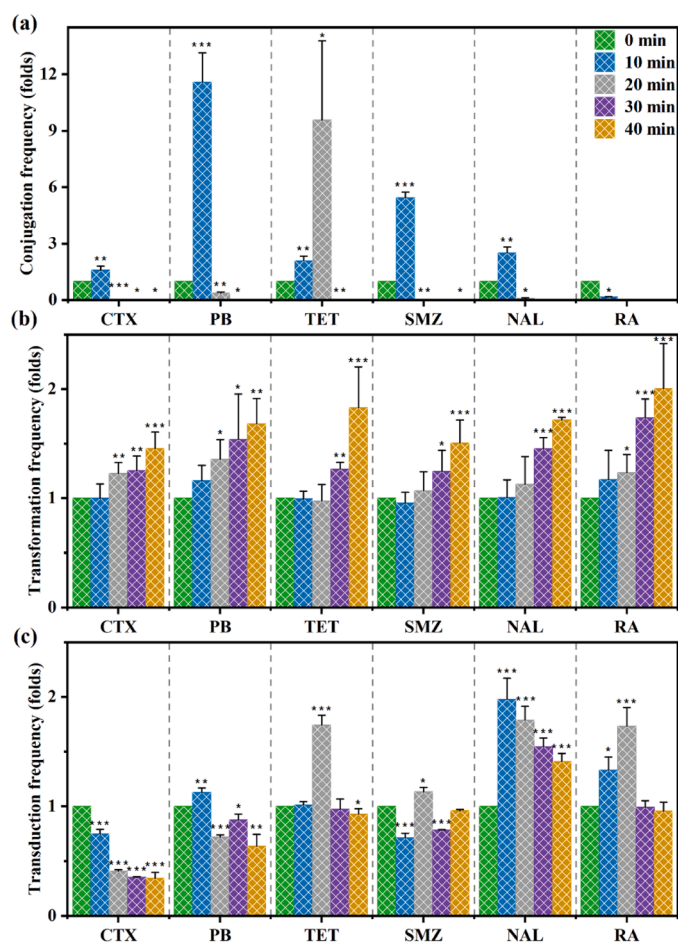 (a)
Conjugation frequency (folds)
12
9
6
3
0
0 min
10 min
20 min
30 min
40 min
** *** * * *** ** * ** *** ** ** * * * * ** ** * *
CTX PB TET SMZ NAL RA
(b)
Transformation frequency (folds)
2
1
0
** ** *** * * ** ** *** * *** *** *** * *** ***
CTX PB TET SMZ NAL RA
(c)
Transduction frequency (folds)
2
1
0
*** *** *** *** ** *** * ** *** * *** * *** *** *** *** *** * ***
CTX PB TET SMZ NAL RA